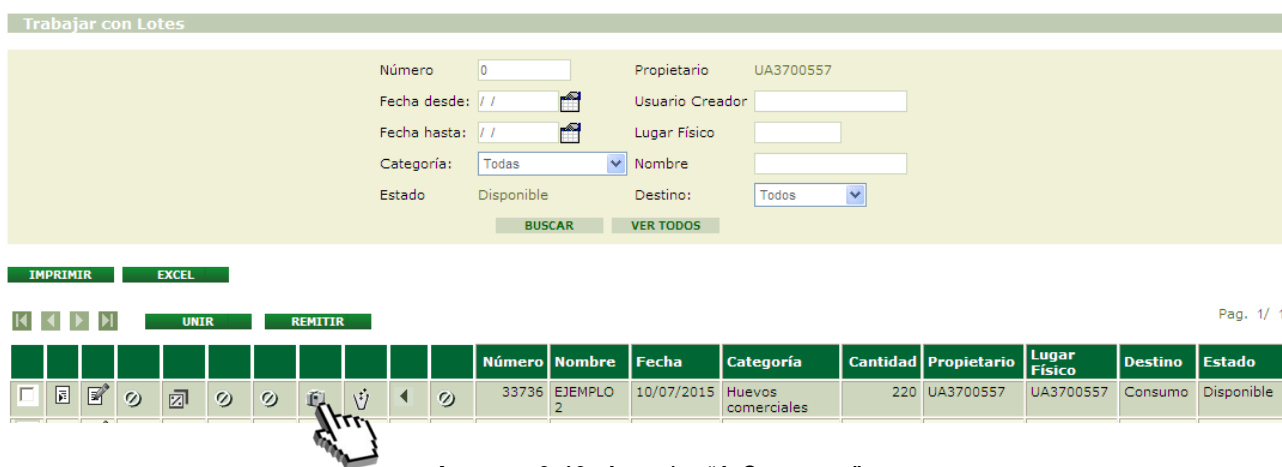 Trabajar con Lotes
Número 0 Propietario UA3700557
Fecha desde: / / Usuario Creador
Fecha hasta: / / Lugar Físico
Categoría: Todas Nombre
Estado Disponible Destino: Todos
BUSCAR VER TODOS
IMPRIMIR EXCEL
UNIR REMITIR Pag. 1/ 1
Número Nombre Fecha Categoría Cantidad Propietario Lugar Físico Destino Estado
33736 EJEMPLO 2 10/07/2015 Huevos comerciales 220 UA3700557 UA3700557 Consumo Disponible